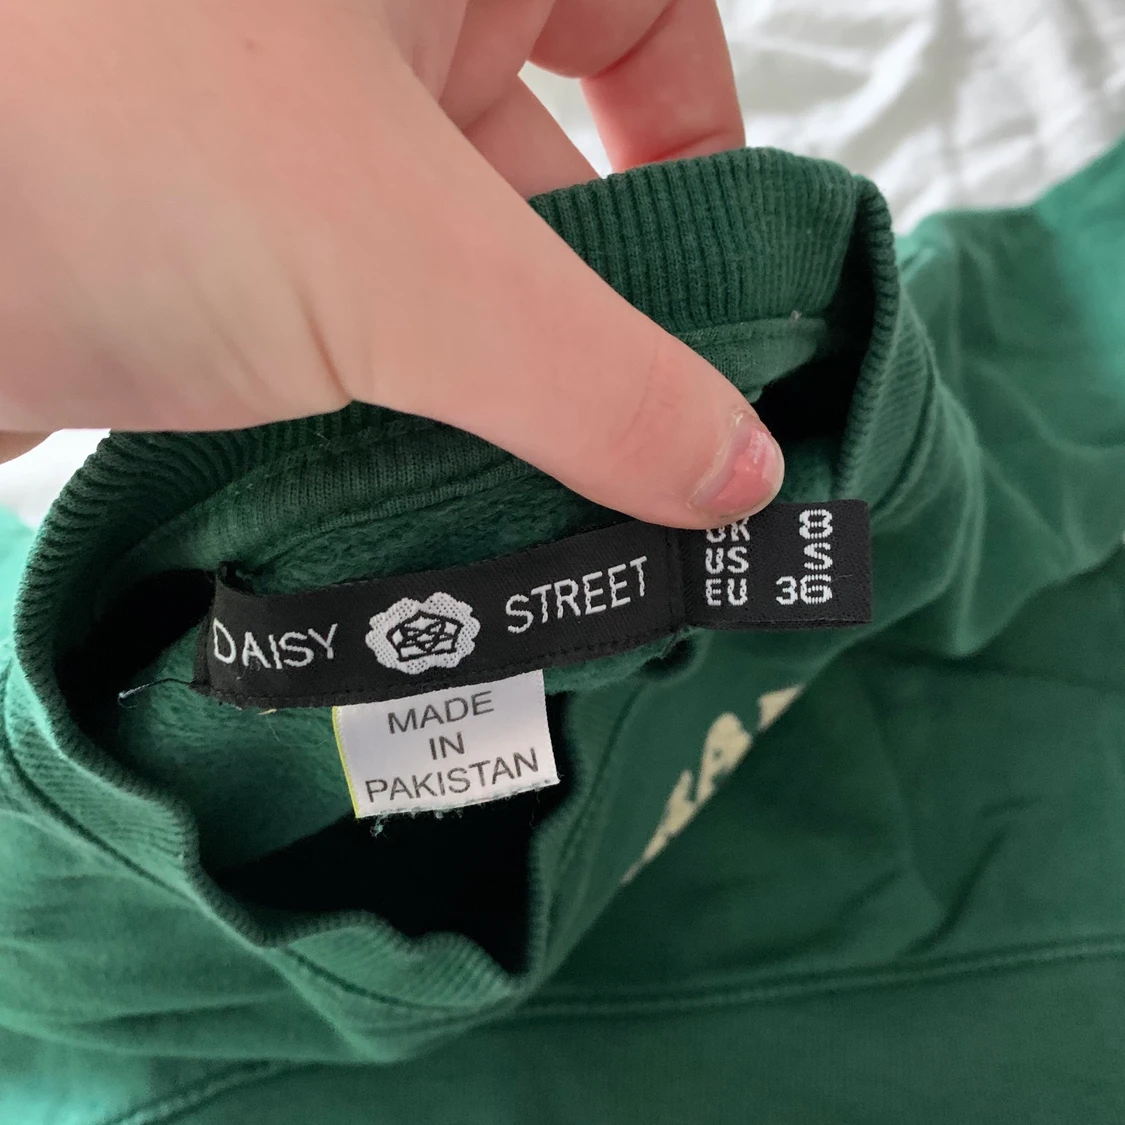 DAISY STREET
UK 8
US S
EU 36
MADE
IN
PAKISTAN